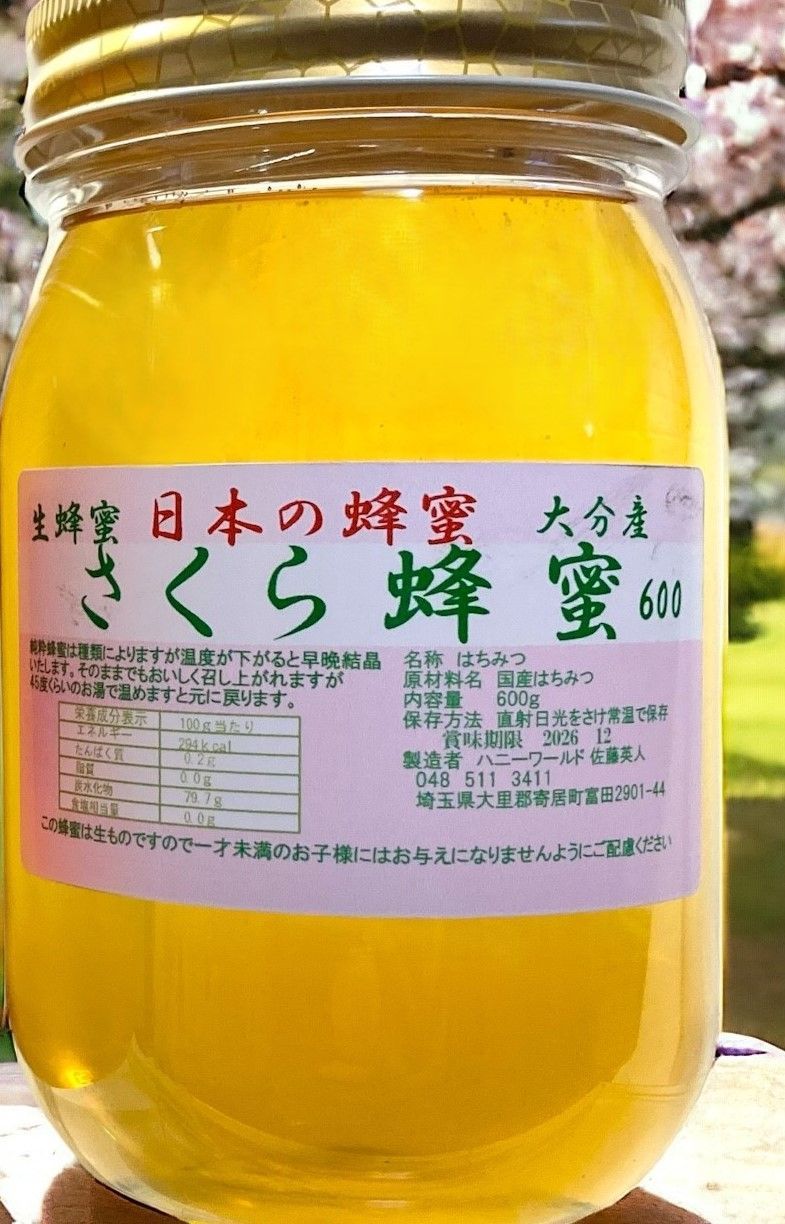 生蜂蜜 日本の蜂蜜 大分産
さくら蜂蜜 600
純粋蜂蜜は種類によりますが温度が下がると早晩結晶
いたします。そのままでもおいしく召し上がれますが
45度くらいのお湯で温めますと元に戻ります。
栄養成分表示 100g当たり
エネルギー 294kcal
たんぱく質 0.2g
脂質 0.0g
炭水化物 79.7g
食塩相当量 0.0g
名称 はちみつ
原材料名 国産はちみつ
内容量 600g
保存方法 直射日光をさけ常温で保存
賞味期限 2026 12
製造者 ハニーワールド 佐藤英人
048 511 3411
埼玉県大里郡寄居町富田2901-44
この蜂蜜は生ものですので一才未満のお子様にはお与えになりませんようにご配慮ください